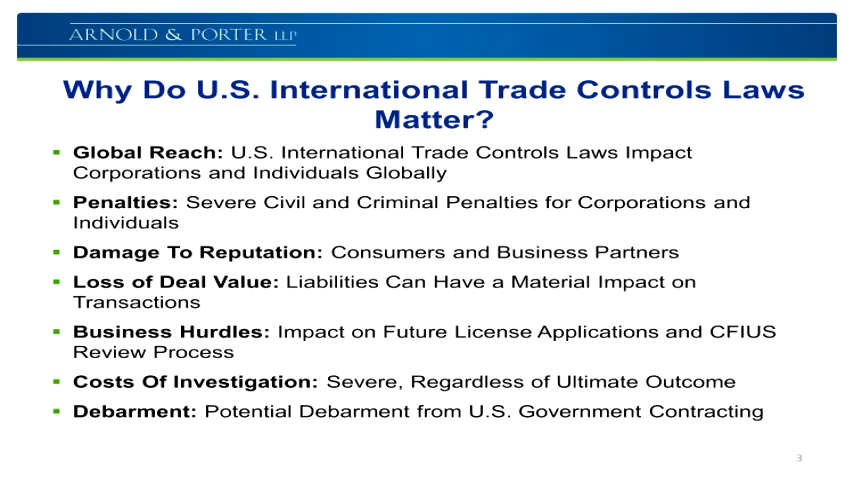 ARNOLD & PORTER LLP
Why Do U.S. International Trade Controls Laws
Matter?
▪ Global Reach: U.S. International Trade Controls Laws Impact
Corporations and Individuals Globally
▪ Penalties: Severe Civil and Criminal Penalties for Corporations and
Individuals
▪ Damage To Reputation: Consumers and Business Partners
▪ Loss of Deal Value: Liabilities Can Have a Material Impact on
Transactions
▪ Business Hurdles: Impact on Future License Applications and CFIUS
Review Process
▪ Costs Of Investigation: Severe, Regardless of Ultimate Outcome
▪ Debarment: Potential Debarment from U.S. Government Contracting
3